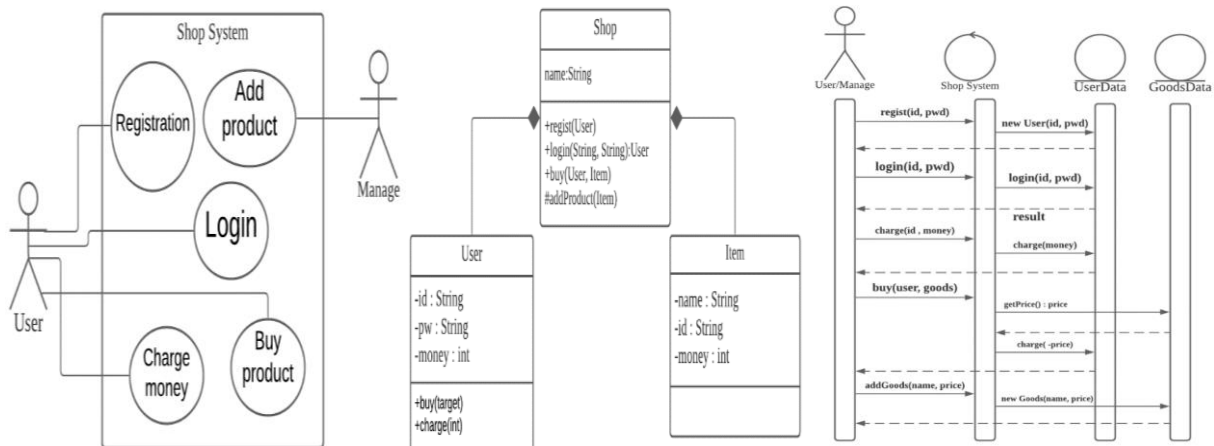 Shop System
Registration
Add
product
Login
Charge
money
Buy
product
User
Manage
Shop
name:String
+regist(User)
+login(String, String):User
+buy(User, Item)
#addProduct(Item)
User
-id : String
-pw : String
-money : int
+buy(target)
+charge(int)
Item
-name : String
-id : String
-money : int
User/Manage
Shop System
UserData
GoodsData
regist(id, pwd)
new User(id, pwd)
login(id, pwd)
login(id, pwd)
result
charge(id , money)
charge(money)
buy(user, goods)
getPrice() : price
charge( -price)
addGoods(name, price)
new Goods(name, price)